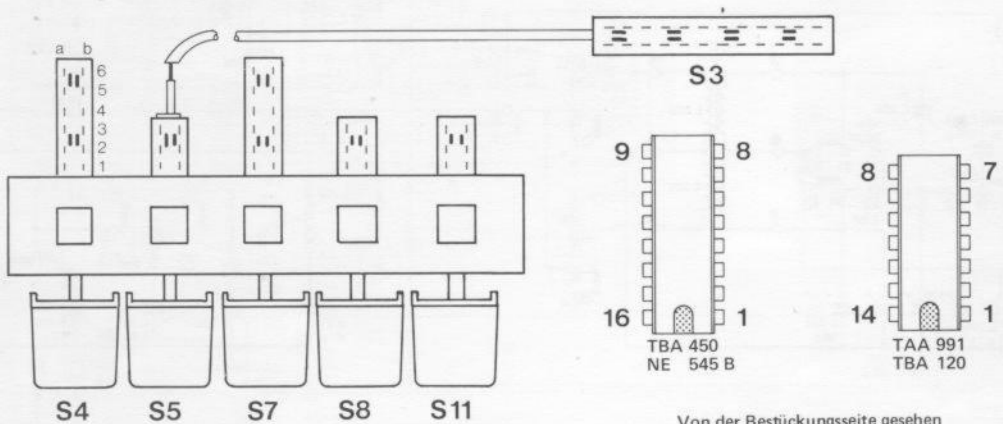 S3
a b
6
5
4
3
2
1
9 8
16 1
TBA 450
NE 545 B
8 7
14 1
TAA 991
TBA 120
S4 S5 S7 S8 S11
Von der Bestückungsseite gesehen